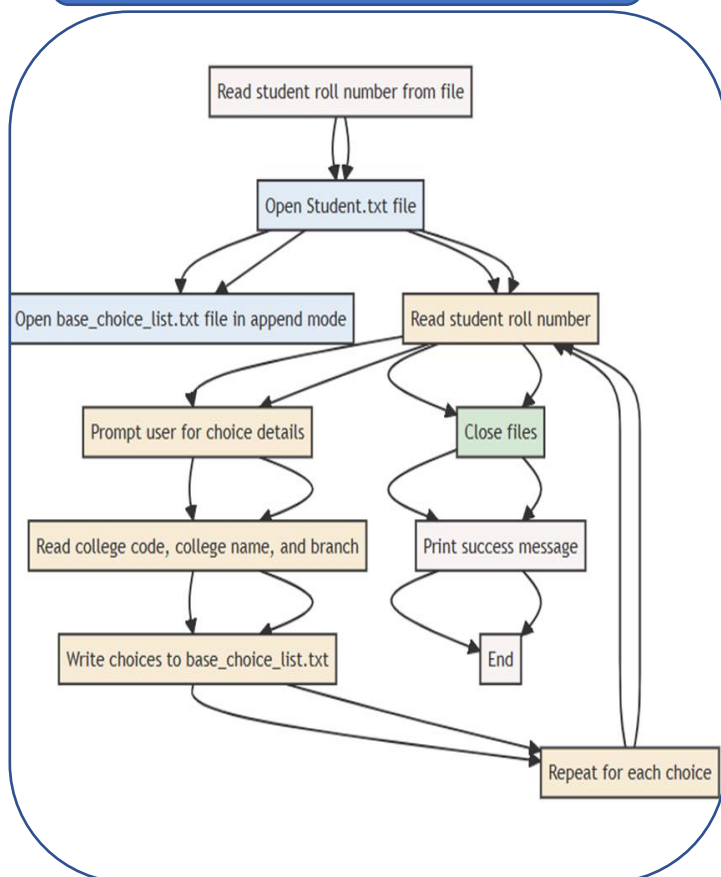 Read student roll number from file
Open Student.txt file
Open base_choice_list.txt file in append mode
Read student roll number
Prompt user for choice details
Close files
Read college code, college name, and branch
Print success message
Write choices to base_choice_list.txt
End
Repeat for each choice